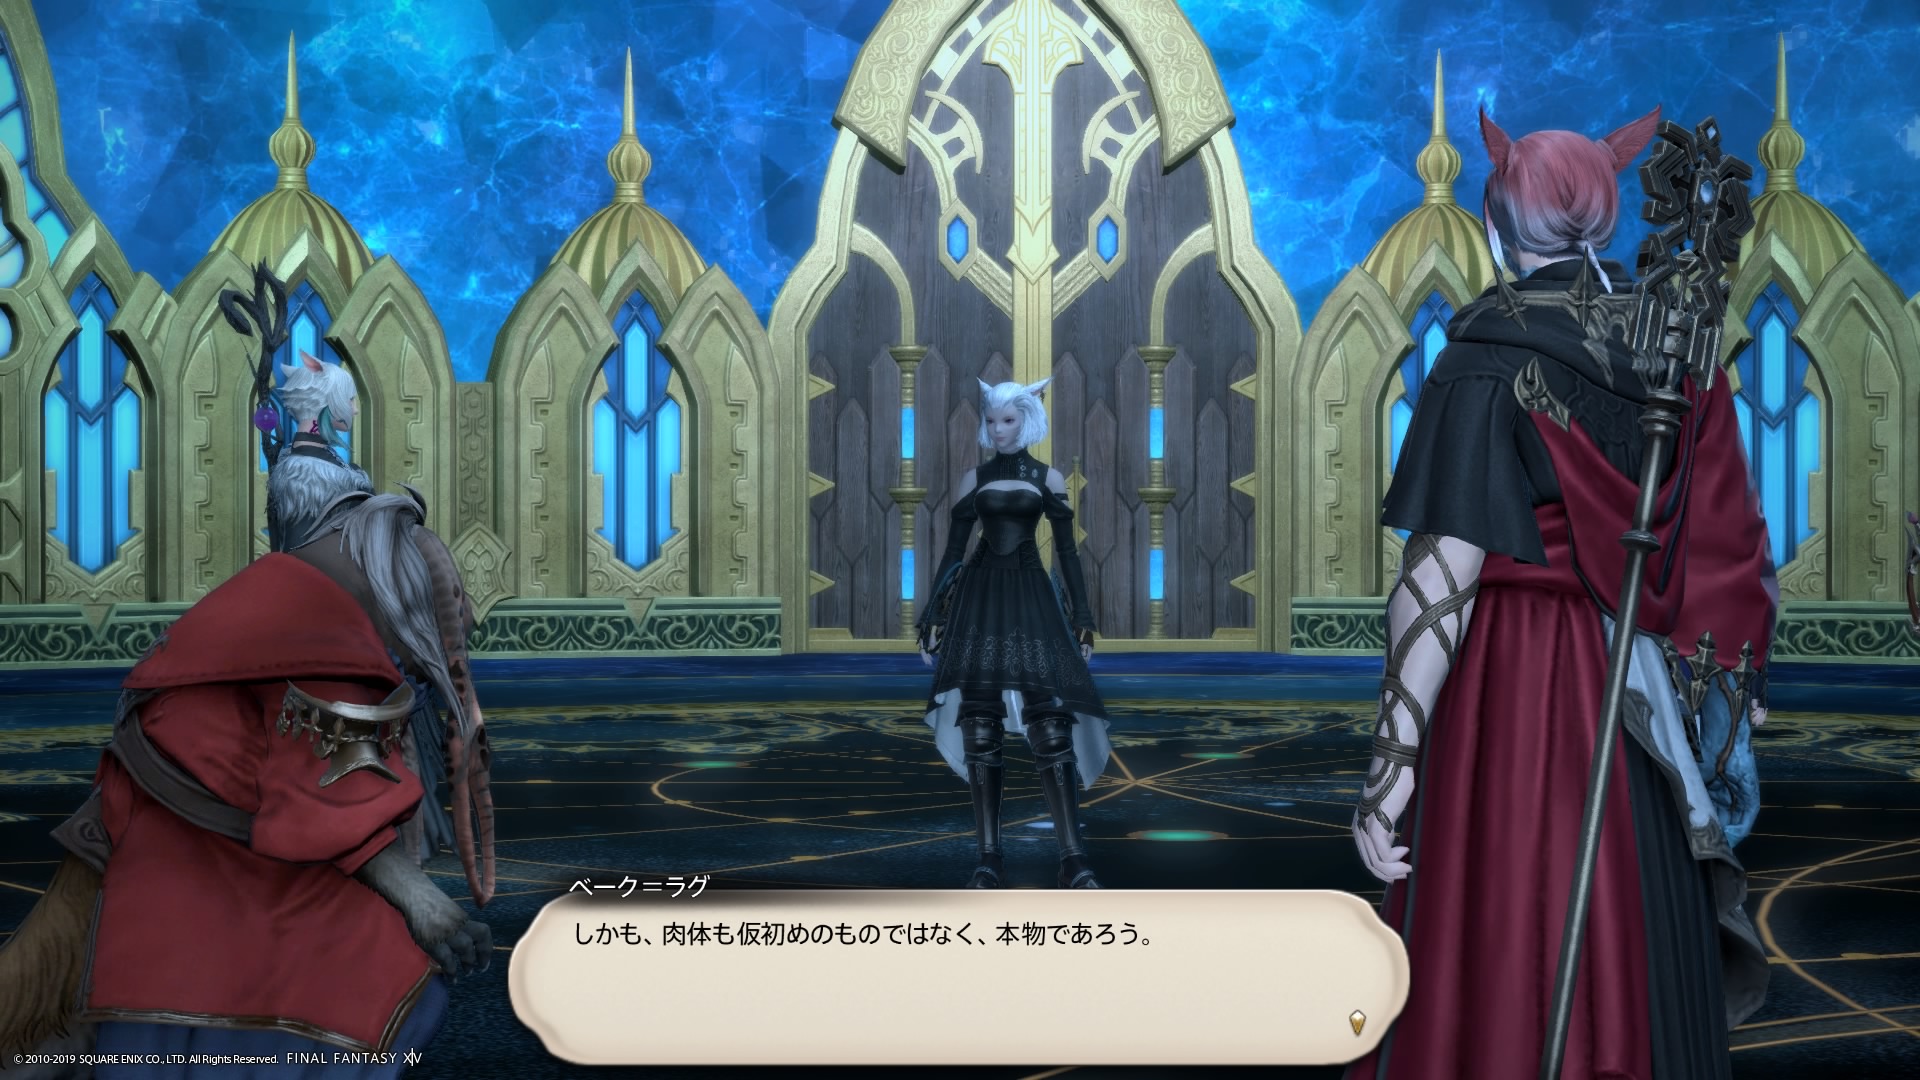 ベーク＝ラグ
しかも、肉体も仮初めのものではなく、本物であろう。
© 2010-2019 SQUARE ENIX CO., LTD. All Rights Reserved. FINAL FANTASY XIV